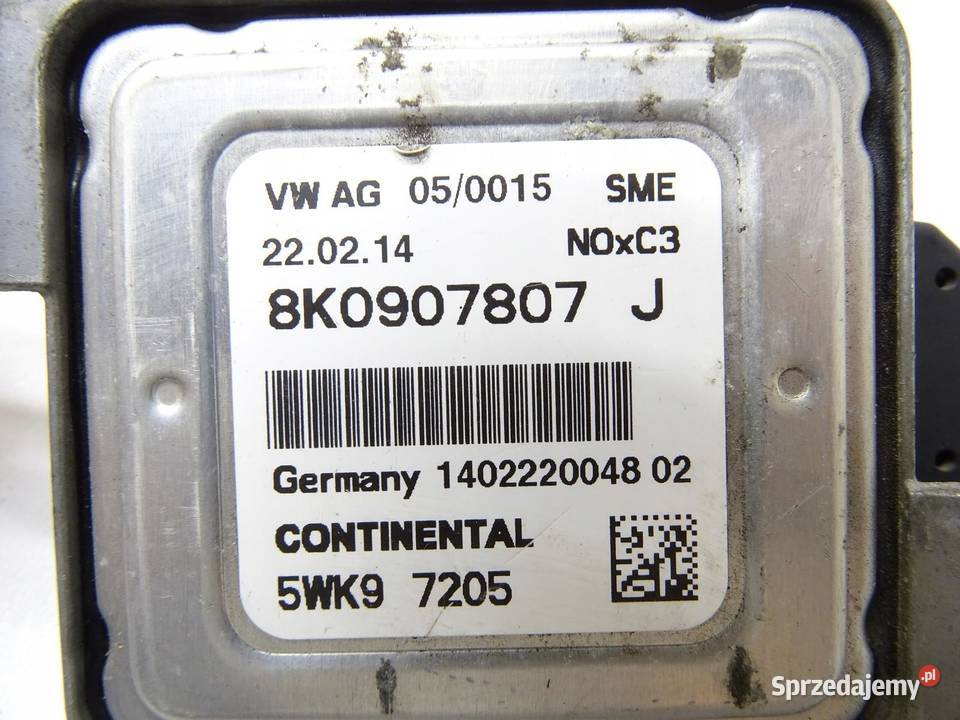 VW AG 05/0015 SME
22.02.14 NOxC3
8K0907807 J
Germany 1402220048 02
CONTINENTAL
5WK9 7205
Sprzedajemy.pl